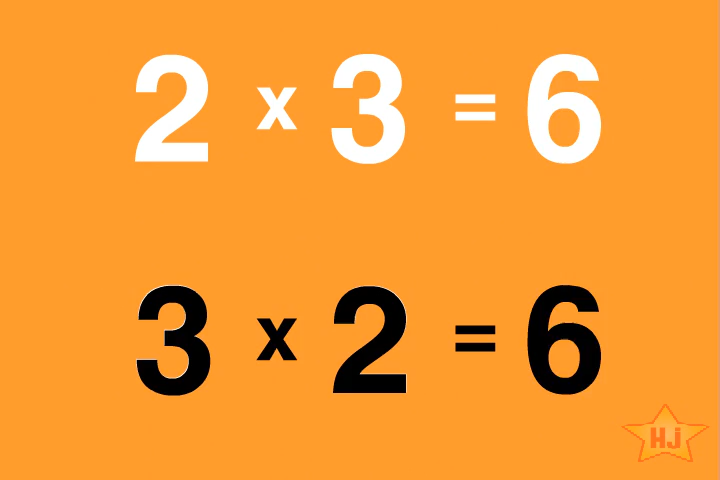 2 x 3 = 6
3 x 2 = 6
HJ